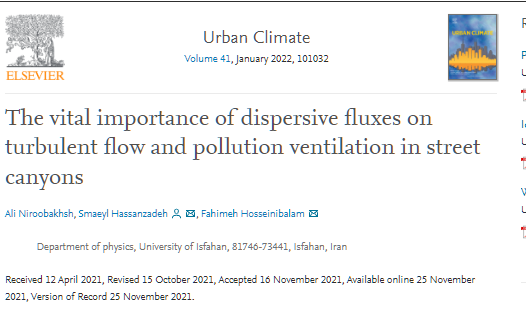 Urban Climate
Volume 41, January 2022, 101032
ELSEVIER
URBAN CLIMATE
The vital importance of dispersive fluxes on
turbulent flow and pollution ventilation in street
canyons
Ali Niroobakhsh, Smaeyl Hassanzadeh, Fahimeh Hosseinibalam
Department of physics, University of Isfahan, 81746-73441, Isfahan, Iran
Received 12 April 2021, Revised 15 October 2021, Accepted 16 November 2021, Available online 25 November
2021, Version of Record 25 November 2021.